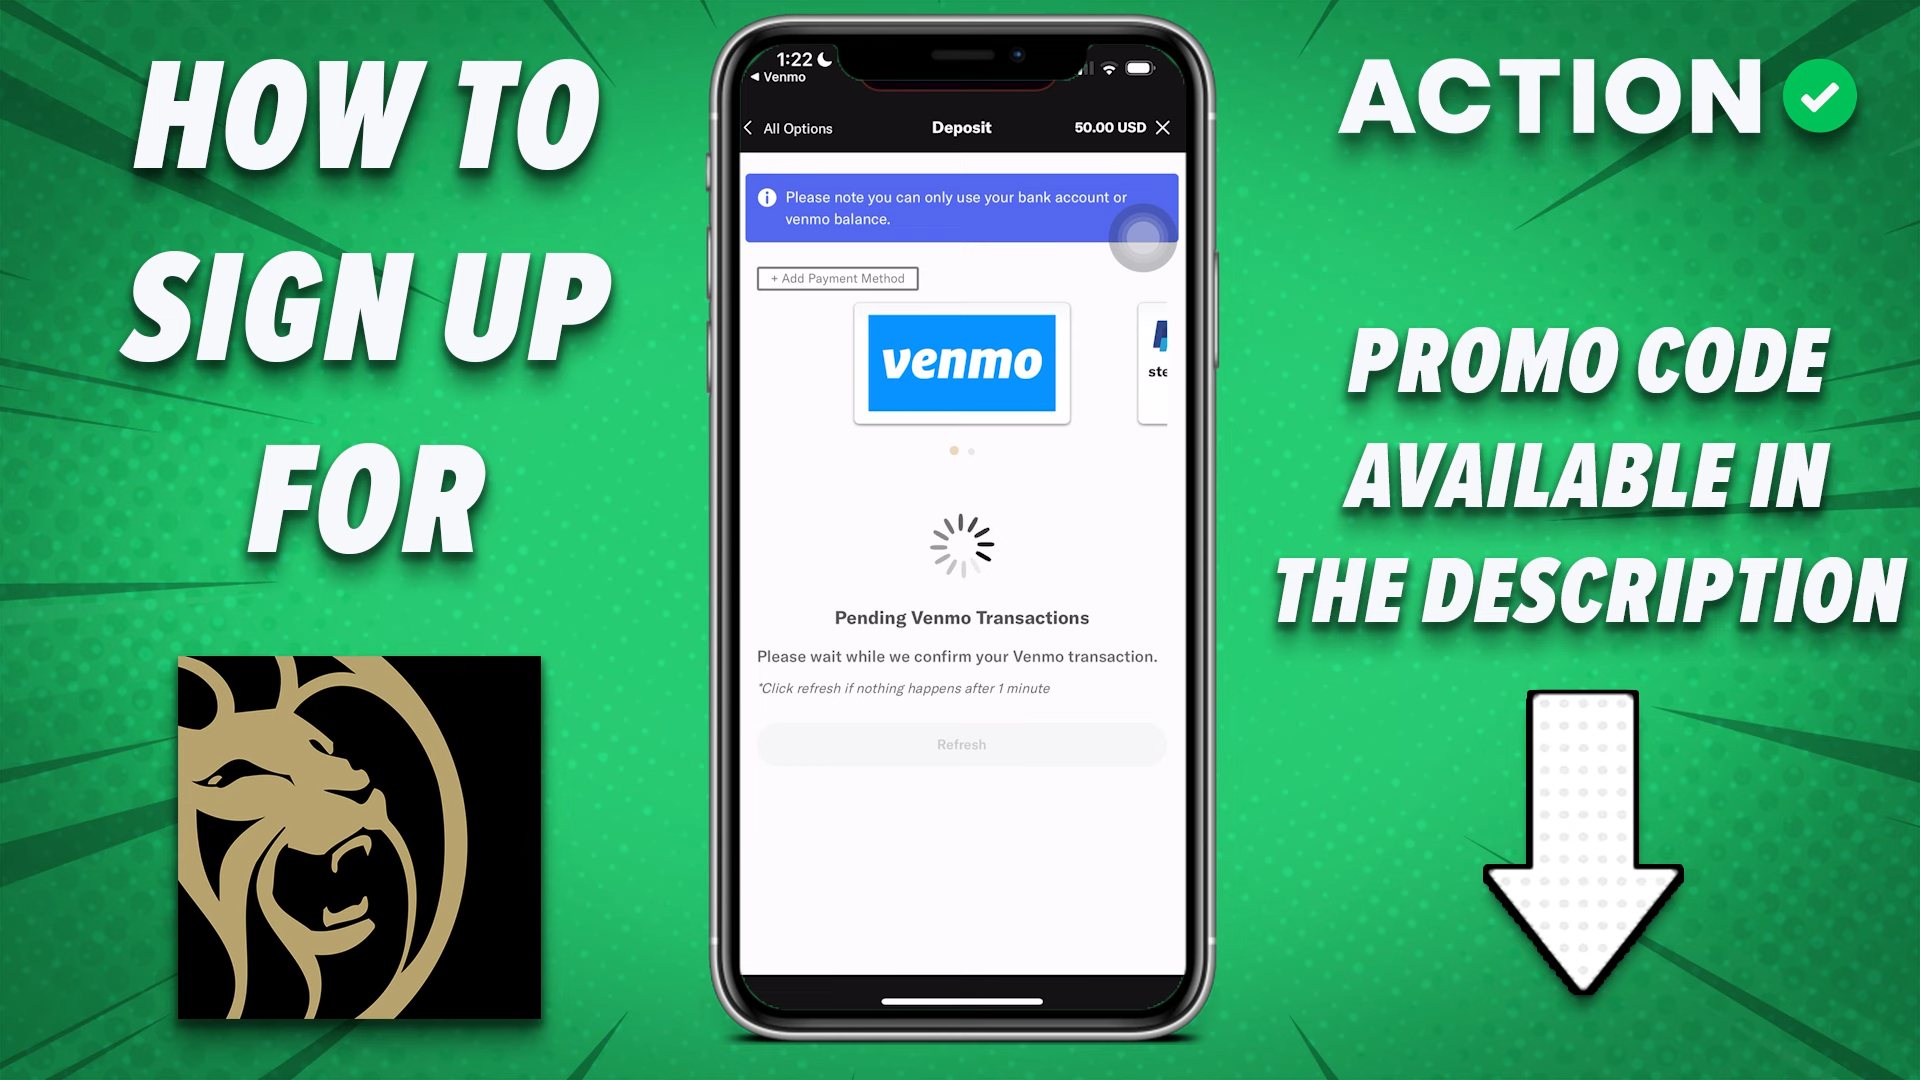 HOW TO
SIGN UP
FOR
1:22
Venmo
All Options
Deposit
50.00 USD
Please note you can only use your bank account or
venmo balance.
+ Add Payment Method
venmo
ste
Pending Venmo Transactions
Please wait while we confirm your Venmo transaction.
*Click refresh if nothing happens after 1 minute
Refresh
ACTION
PROMO CODE
AVAILABLE IN
THE DESCRIPTION